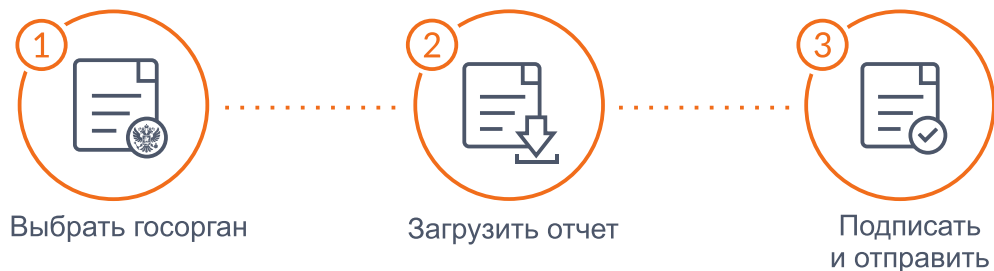 1
Выбрать госорган
2
Загрузить отчет
3
Подписать
и отправить